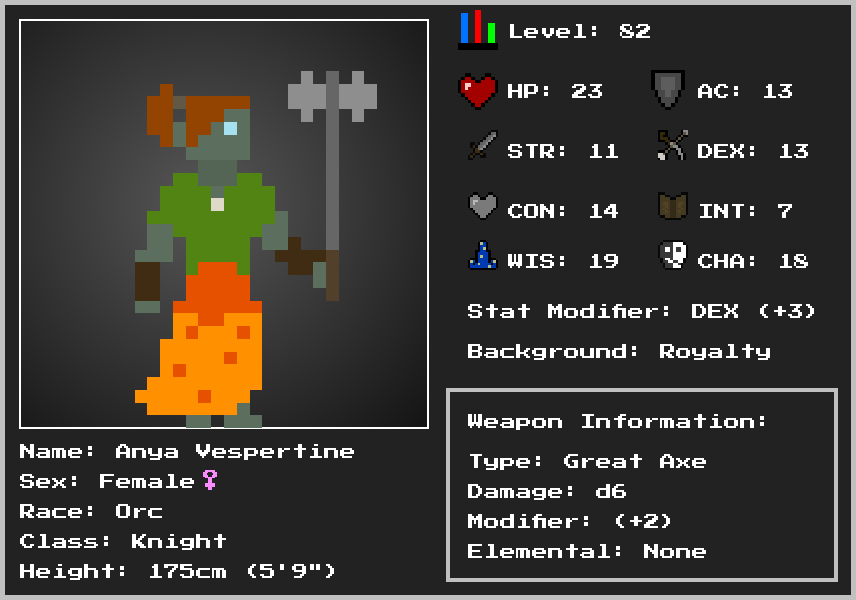 Level: 82
HP: 23
AC: 13
STR: 11
DEX: 13
CON: 14
INT: 7
WIS: 19
CHA: 18
Stat Modifier: DEX (+3)
Background: Royalty
Weapon Information:
Type: Great Axe
Damage: d6
Modifier: (+2)
Elemental: None
Name: Anya Vespertine
Sex: Female♀
Race: Orc
Class: Knight
Height: 175cm (5'9")